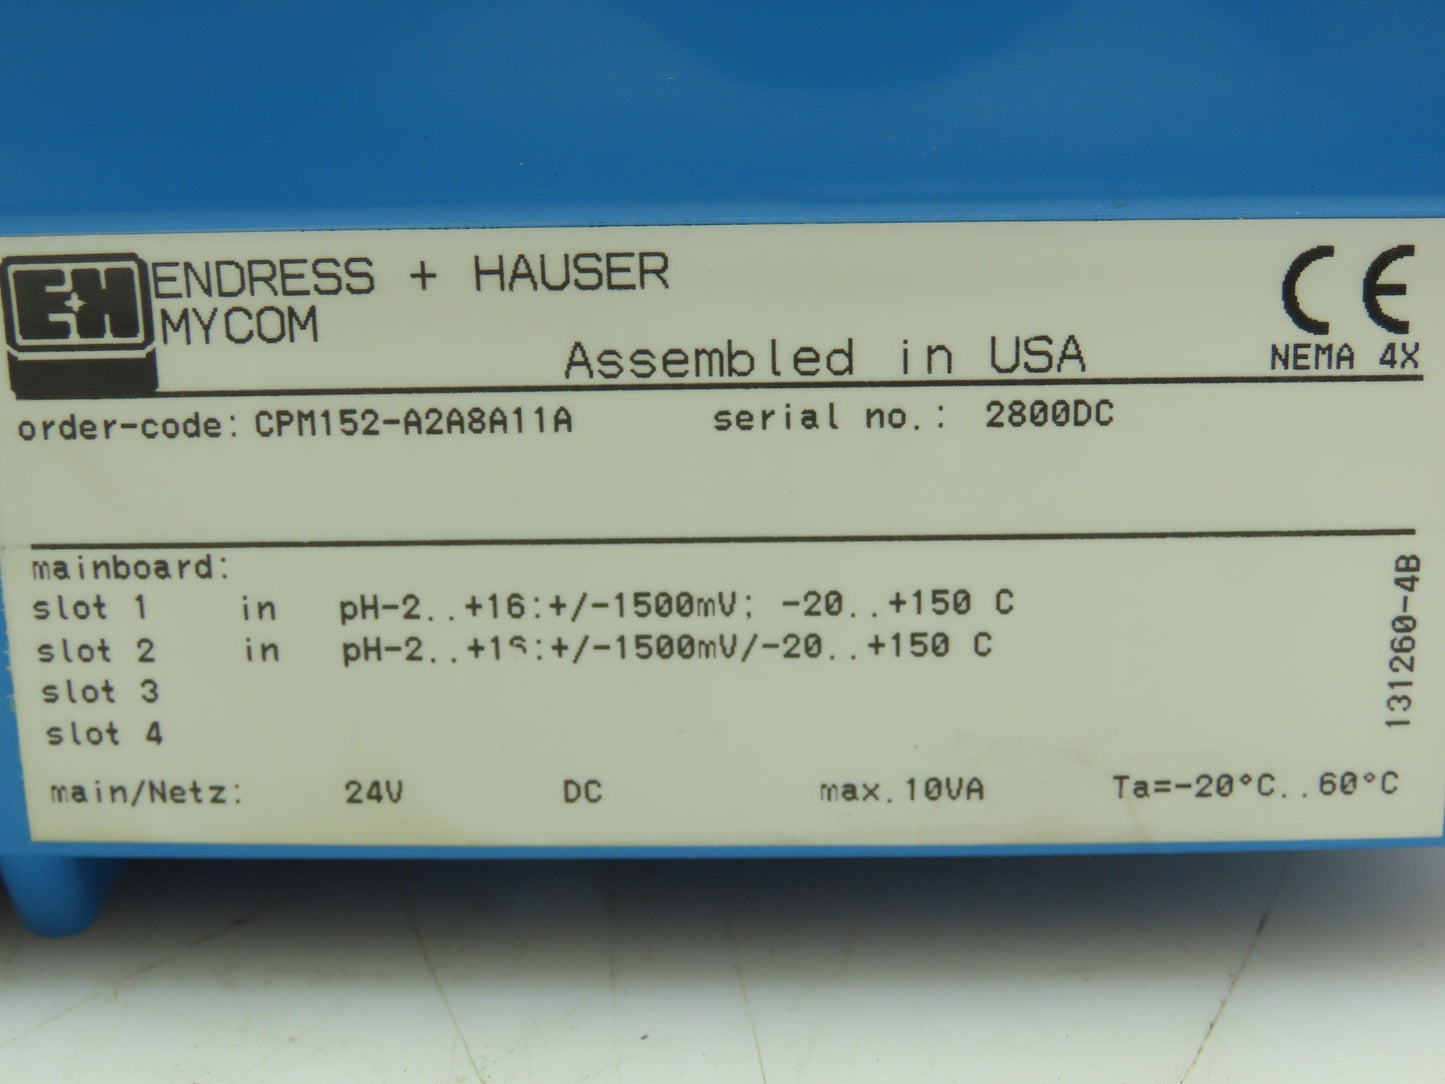 E+H
ENDRESS + HAUSER
MYCOM
Assembled in USA
CE
NEMA 4X
order-code: CPM152-A2A8A11A serial no.: 2800DC
mainboard:
slot 1 in pH-2..+16:+/-1500mV; -20..+150 C
slot 2 in pH-2..+16:+/-1500mV/-20..+150 C
slot 3
slot 4
131260-4B
main/Netz: 24V DC max.10VA Ta=-20°C..60°C